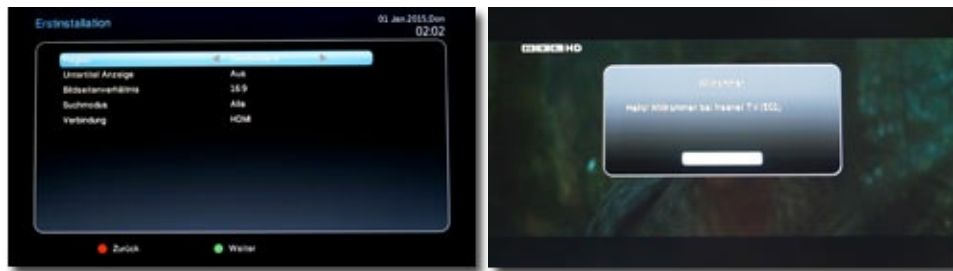 Erstinstallation
01 Jan.2015,Don
02:02
Region
Untertitel Anzeige Aus
Bildseitenverhältnis 16:9
Suchmodus Alle
Verbindung HDMI
Zurück Weiter
HD
Willkommen
Hallo! Willkommen bei freenet TV